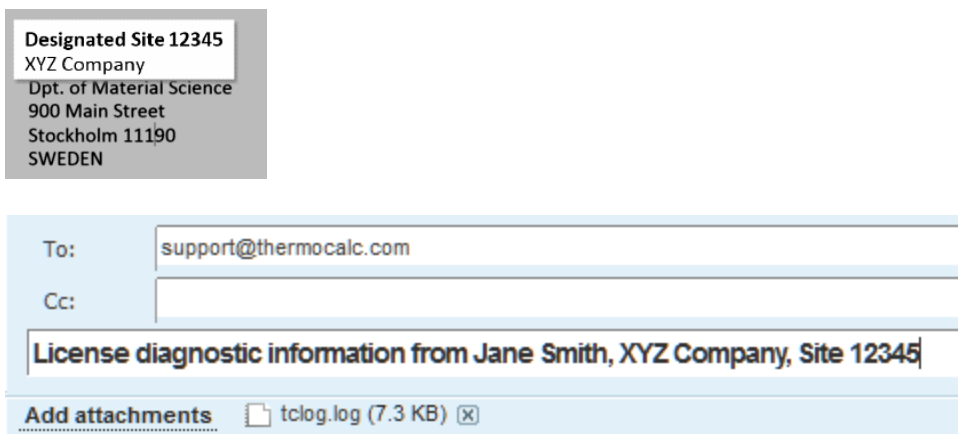 Designated Site 12345
XYZ Company
Dpt. of Material Science
900 Main Street
Stockholm 11190
SWEDEN
To: support@thermocalc.com
Cc:
License diagnostic information from Jane Smith, XYZ Company, Site 12345
Add attachments tclog.log (7.3 KB)